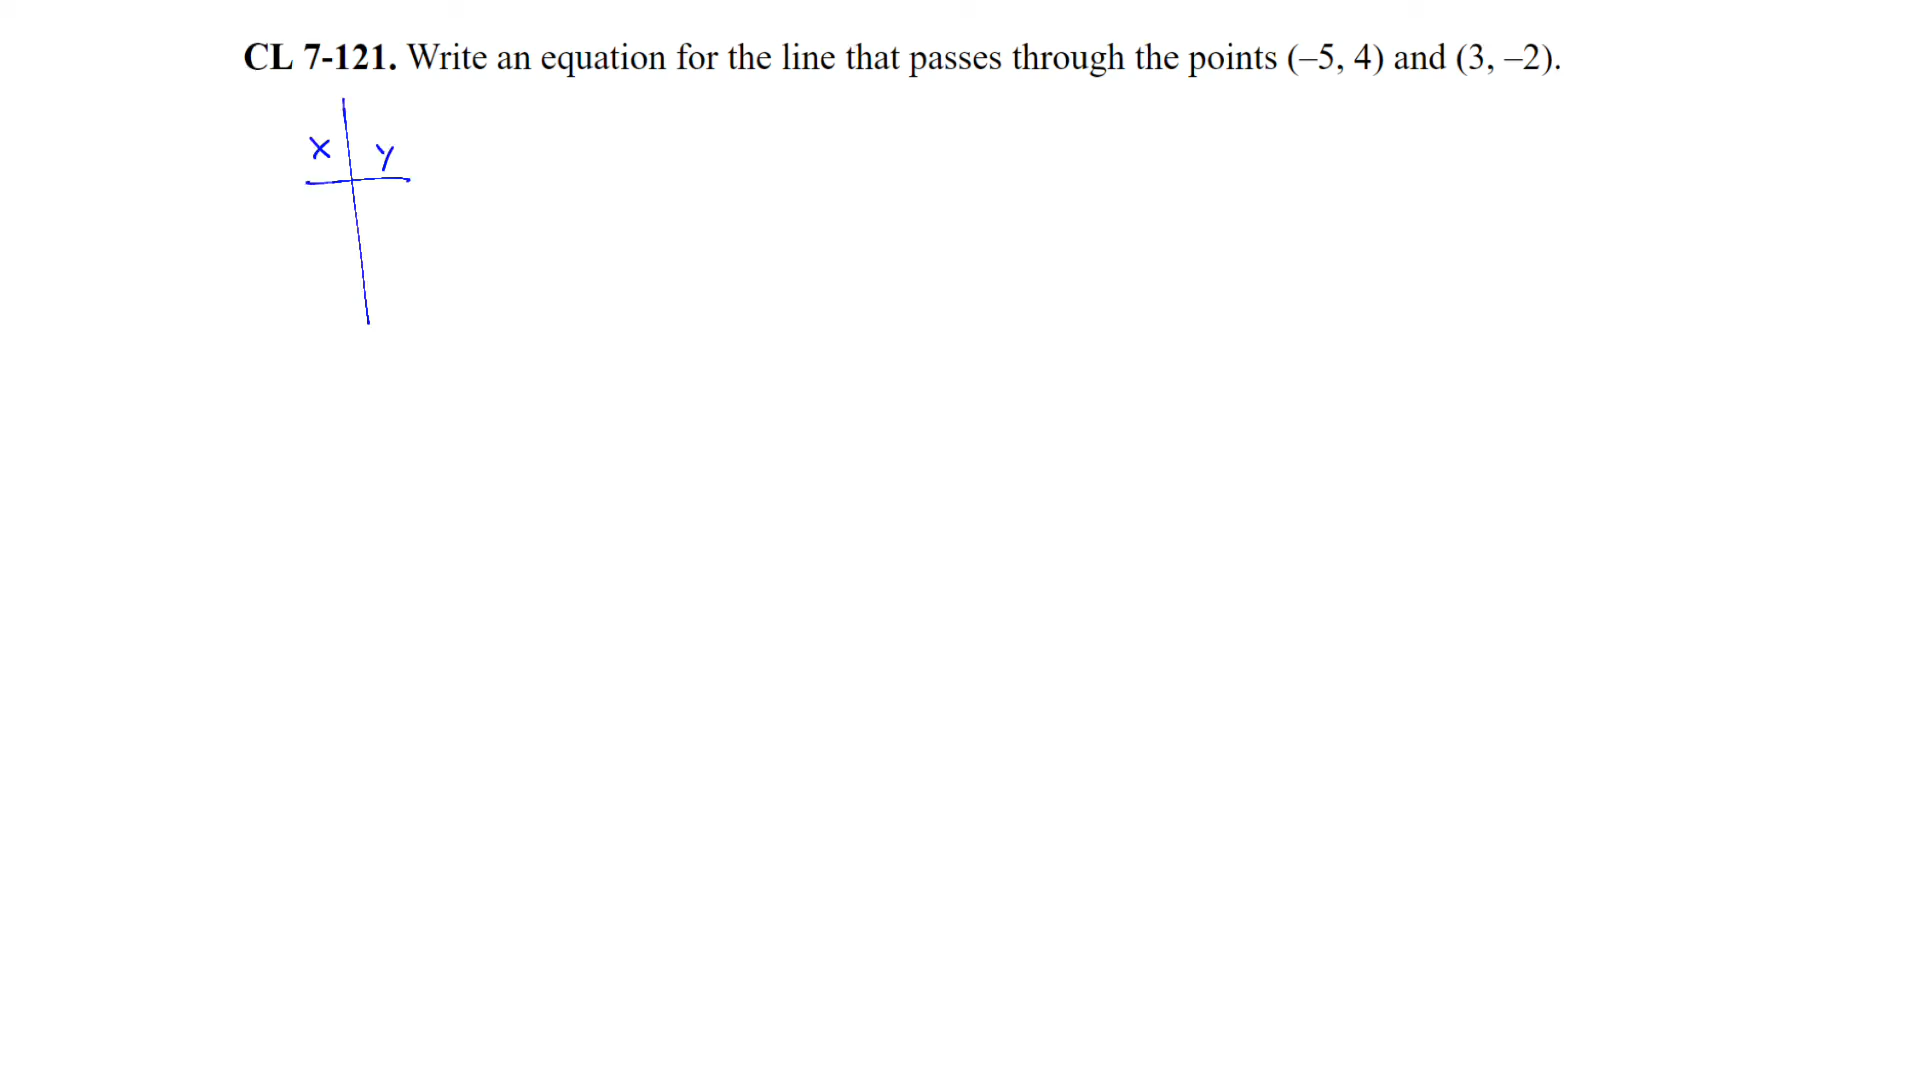 CL 7-121. Write an equation for the line that passes through the points (–5, 4) and (3, –2).
x y